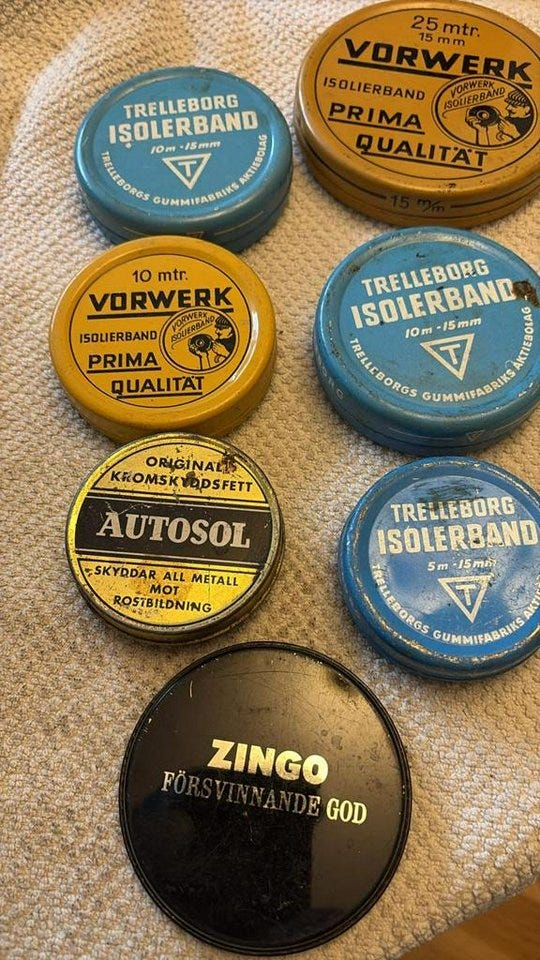 25 mtr.
15 mm
VORWERK
ISOLIERBAND
PRIMA
QUALITÄT
VORWERK
ISOLIERBAND
15 m/m
TRELLEBORG
ISOLERBAND
10m - 15mm
T
TRELLEBORGS GUMMIFABRIKS AKTIEBOLAG
10 mtr.
VORWERK
ISOLIERBAND
PRIMA
QUALITÄT
VORWERK
ISOLIERBAND
TRELLEBORG
ISOLERBAND
10m - 15mm
T
TRELLEBORGS GUMMIFABRIKS AKTIEBOLAG
ORIGINAL
KROMSKYDDSFETT
AUTOSOL
SKYDDAR ALL METALL
MOT
ROSTBILDNING
TRELLEBORG
ISOLERBAND
5m - 15mm
T
TRELLEBORGS GUMMIFABRIKS
ZINGO
FÖRSVINNANDE GOD